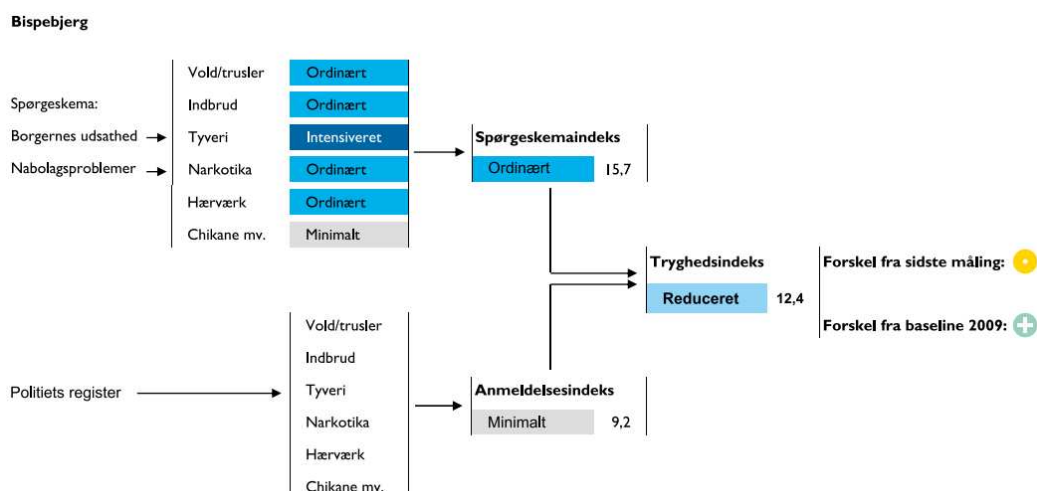 Bispebjerg
Spørgeskema:
Borgernes udsathed
Nabolagsproblemer
Vold/trusler Ordinært
Indbrud Ordinært
Tyveri Intensiveret
Narkotika Ordinært
Hærværk Ordinært
Chikane mv. Minimalt
Spørgeskemaindeks
Ordinært 15,7
Tryghedsindeks
Reduceret 12,4
Forskel fra sidste måling:
Forskel fra baseline 2009:
Politiets register
Vold/trusler
Indbrud
Tyveri
Narkotika
Hærværk
Chikane mv.
Anmeldelsesindeks
Minimalt 9,2